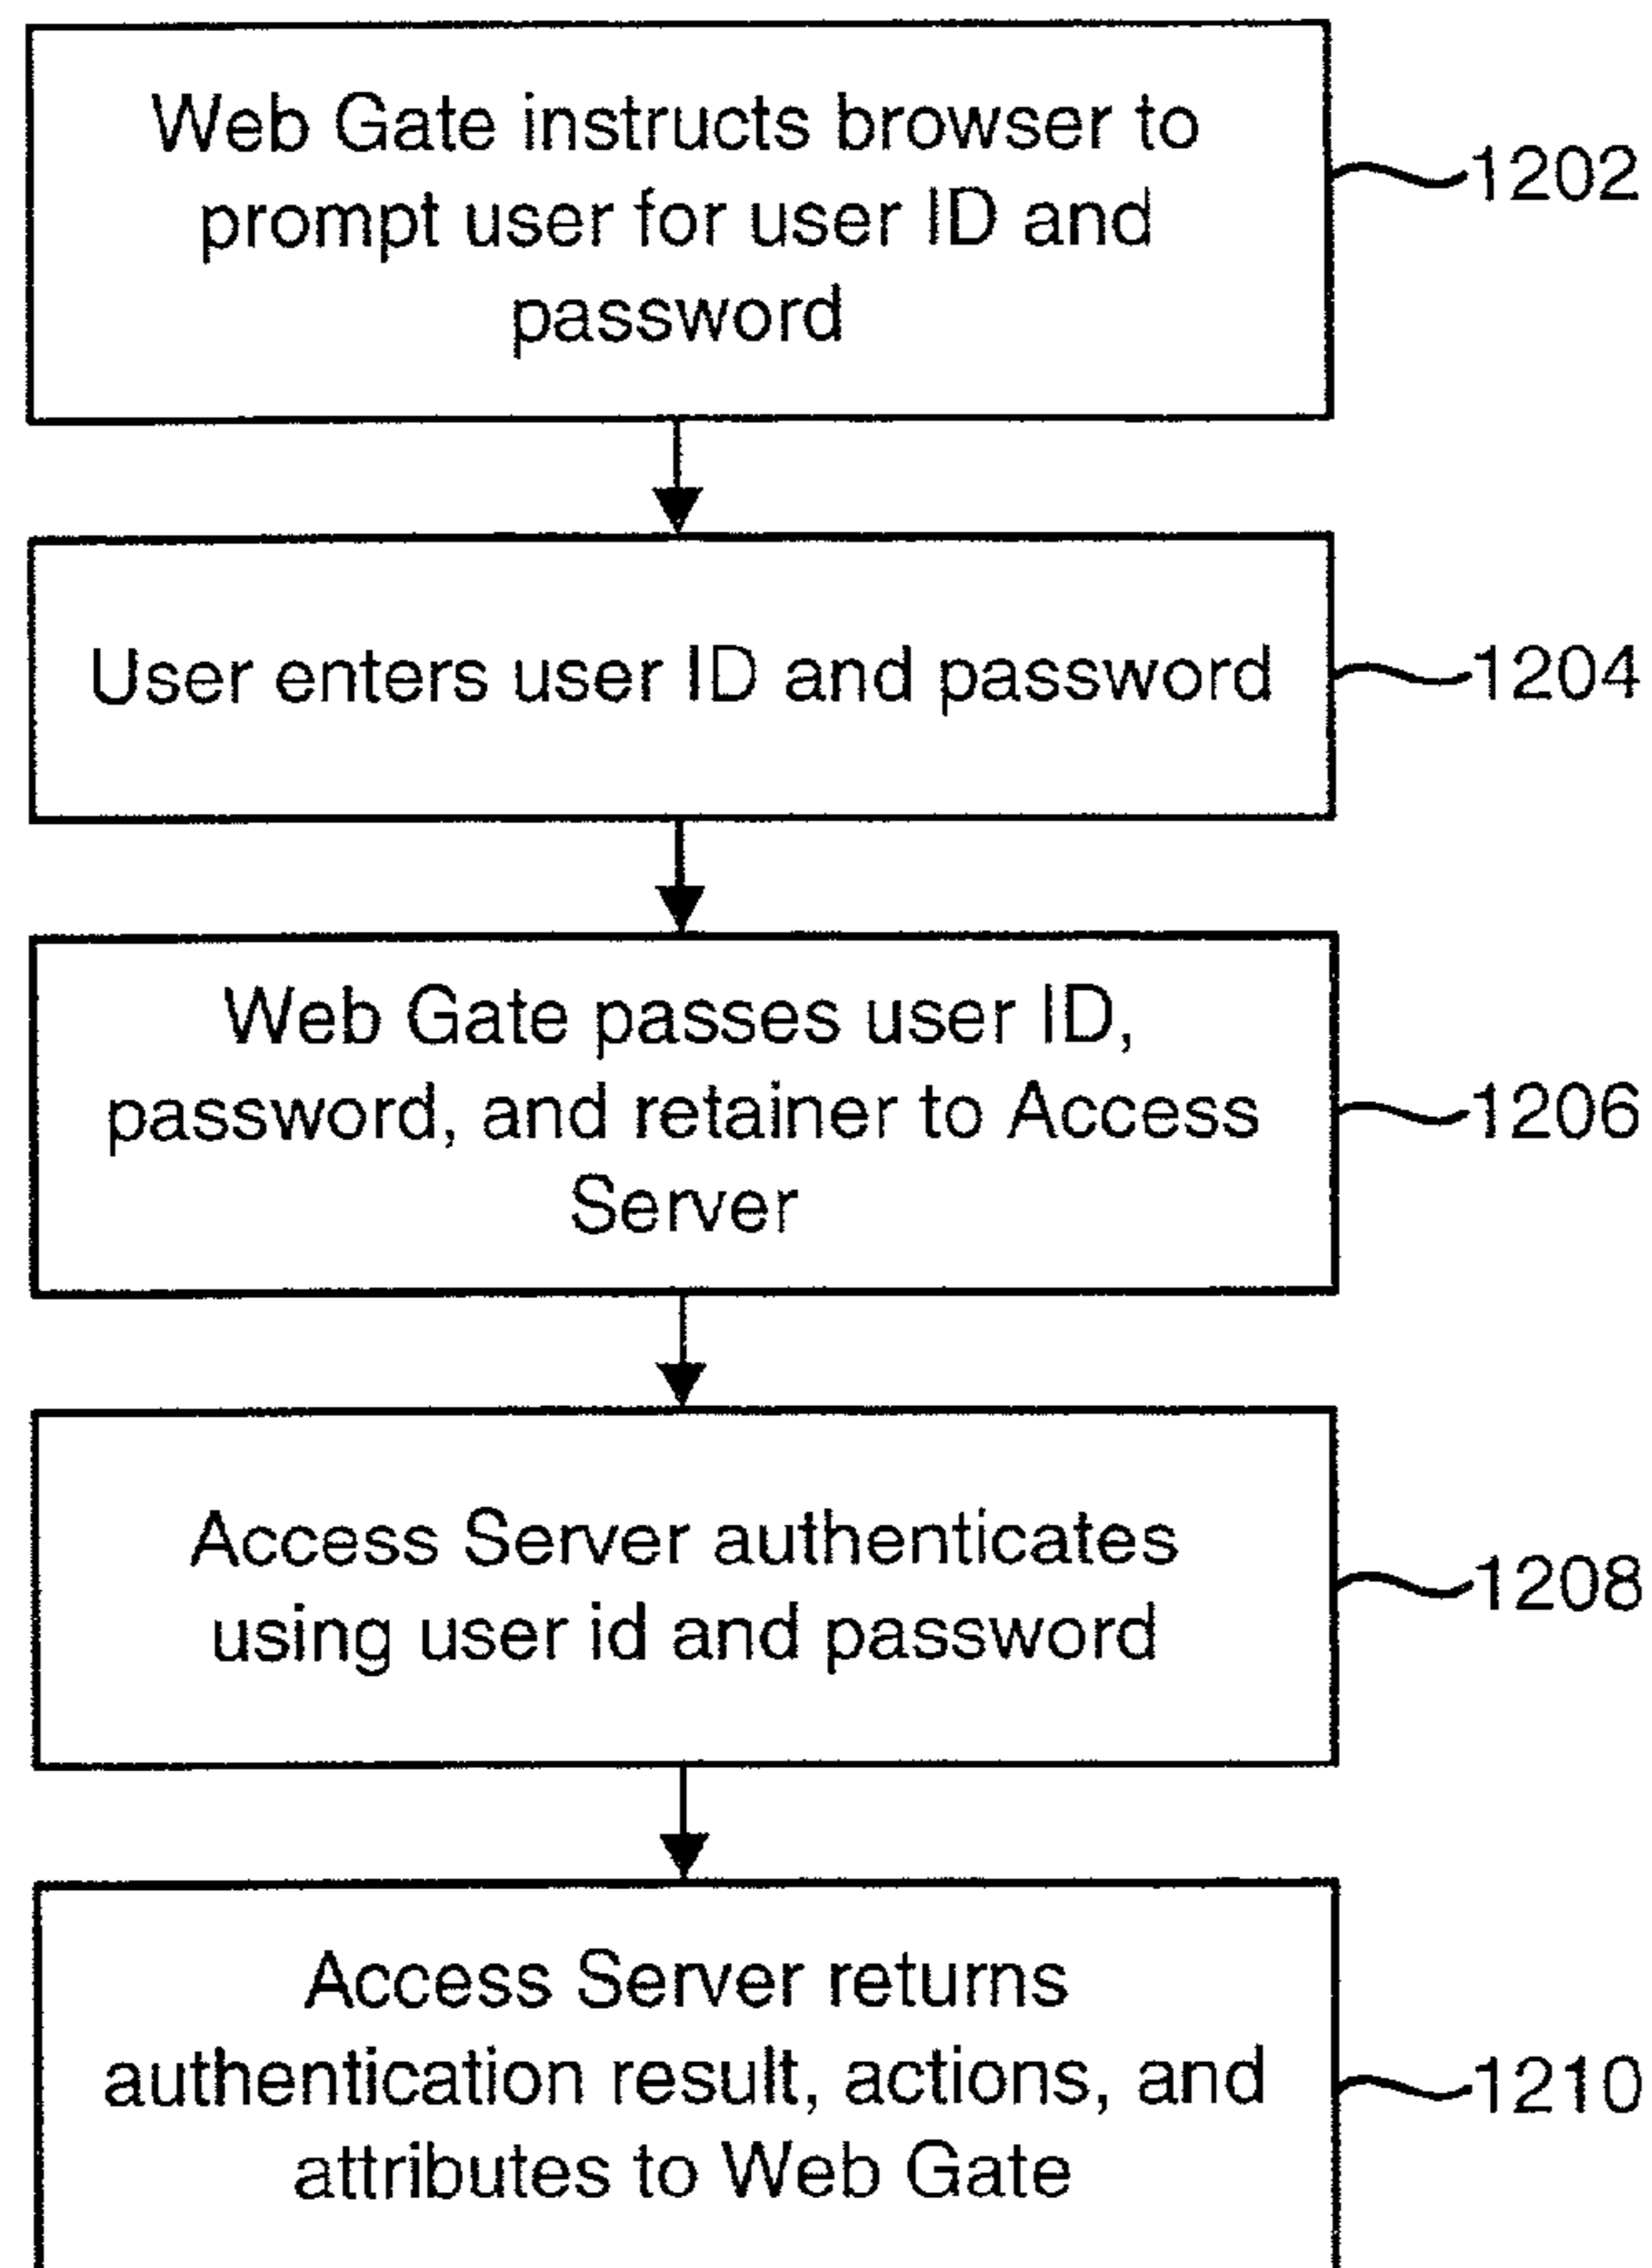 Web Gate instructs browser to
prompt user for user ID and
password
1202
User enters user ID and password
1204
Web Gate passes user ID,
password, and retainer to Access
Server
1206
Access Server authenticates
using user id and password
1208
Access Server returns
authentication result, actions, and
attributes to Web Gate
1210